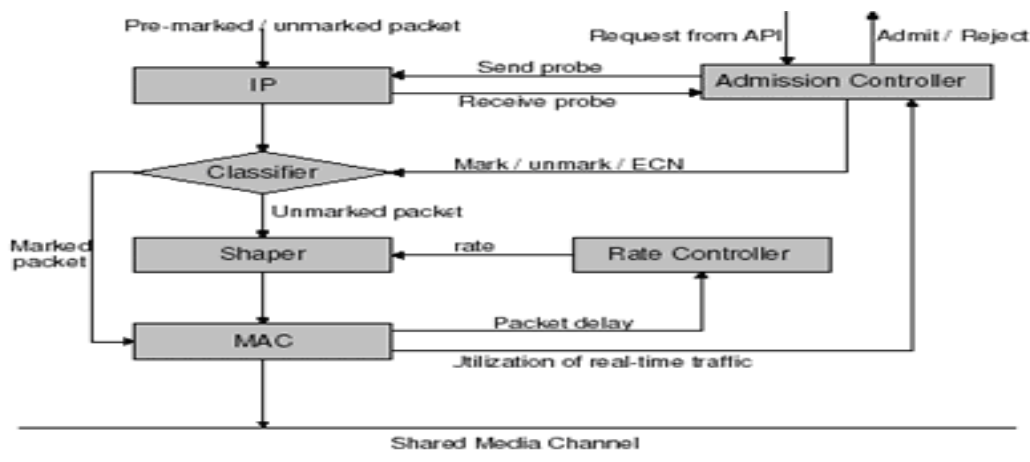 Pre-marked / unmarked packet
Request from API
Admit / Reject
IP
Send probe
Receive probe
Admission Controller
Classifier
Mark / unmark / ECN
Unmarked packet
Marked
packet
Shaper
rate
Rate Controller
MAC
Packet delay
Utilization of real-time traffic
Shared Media Channel